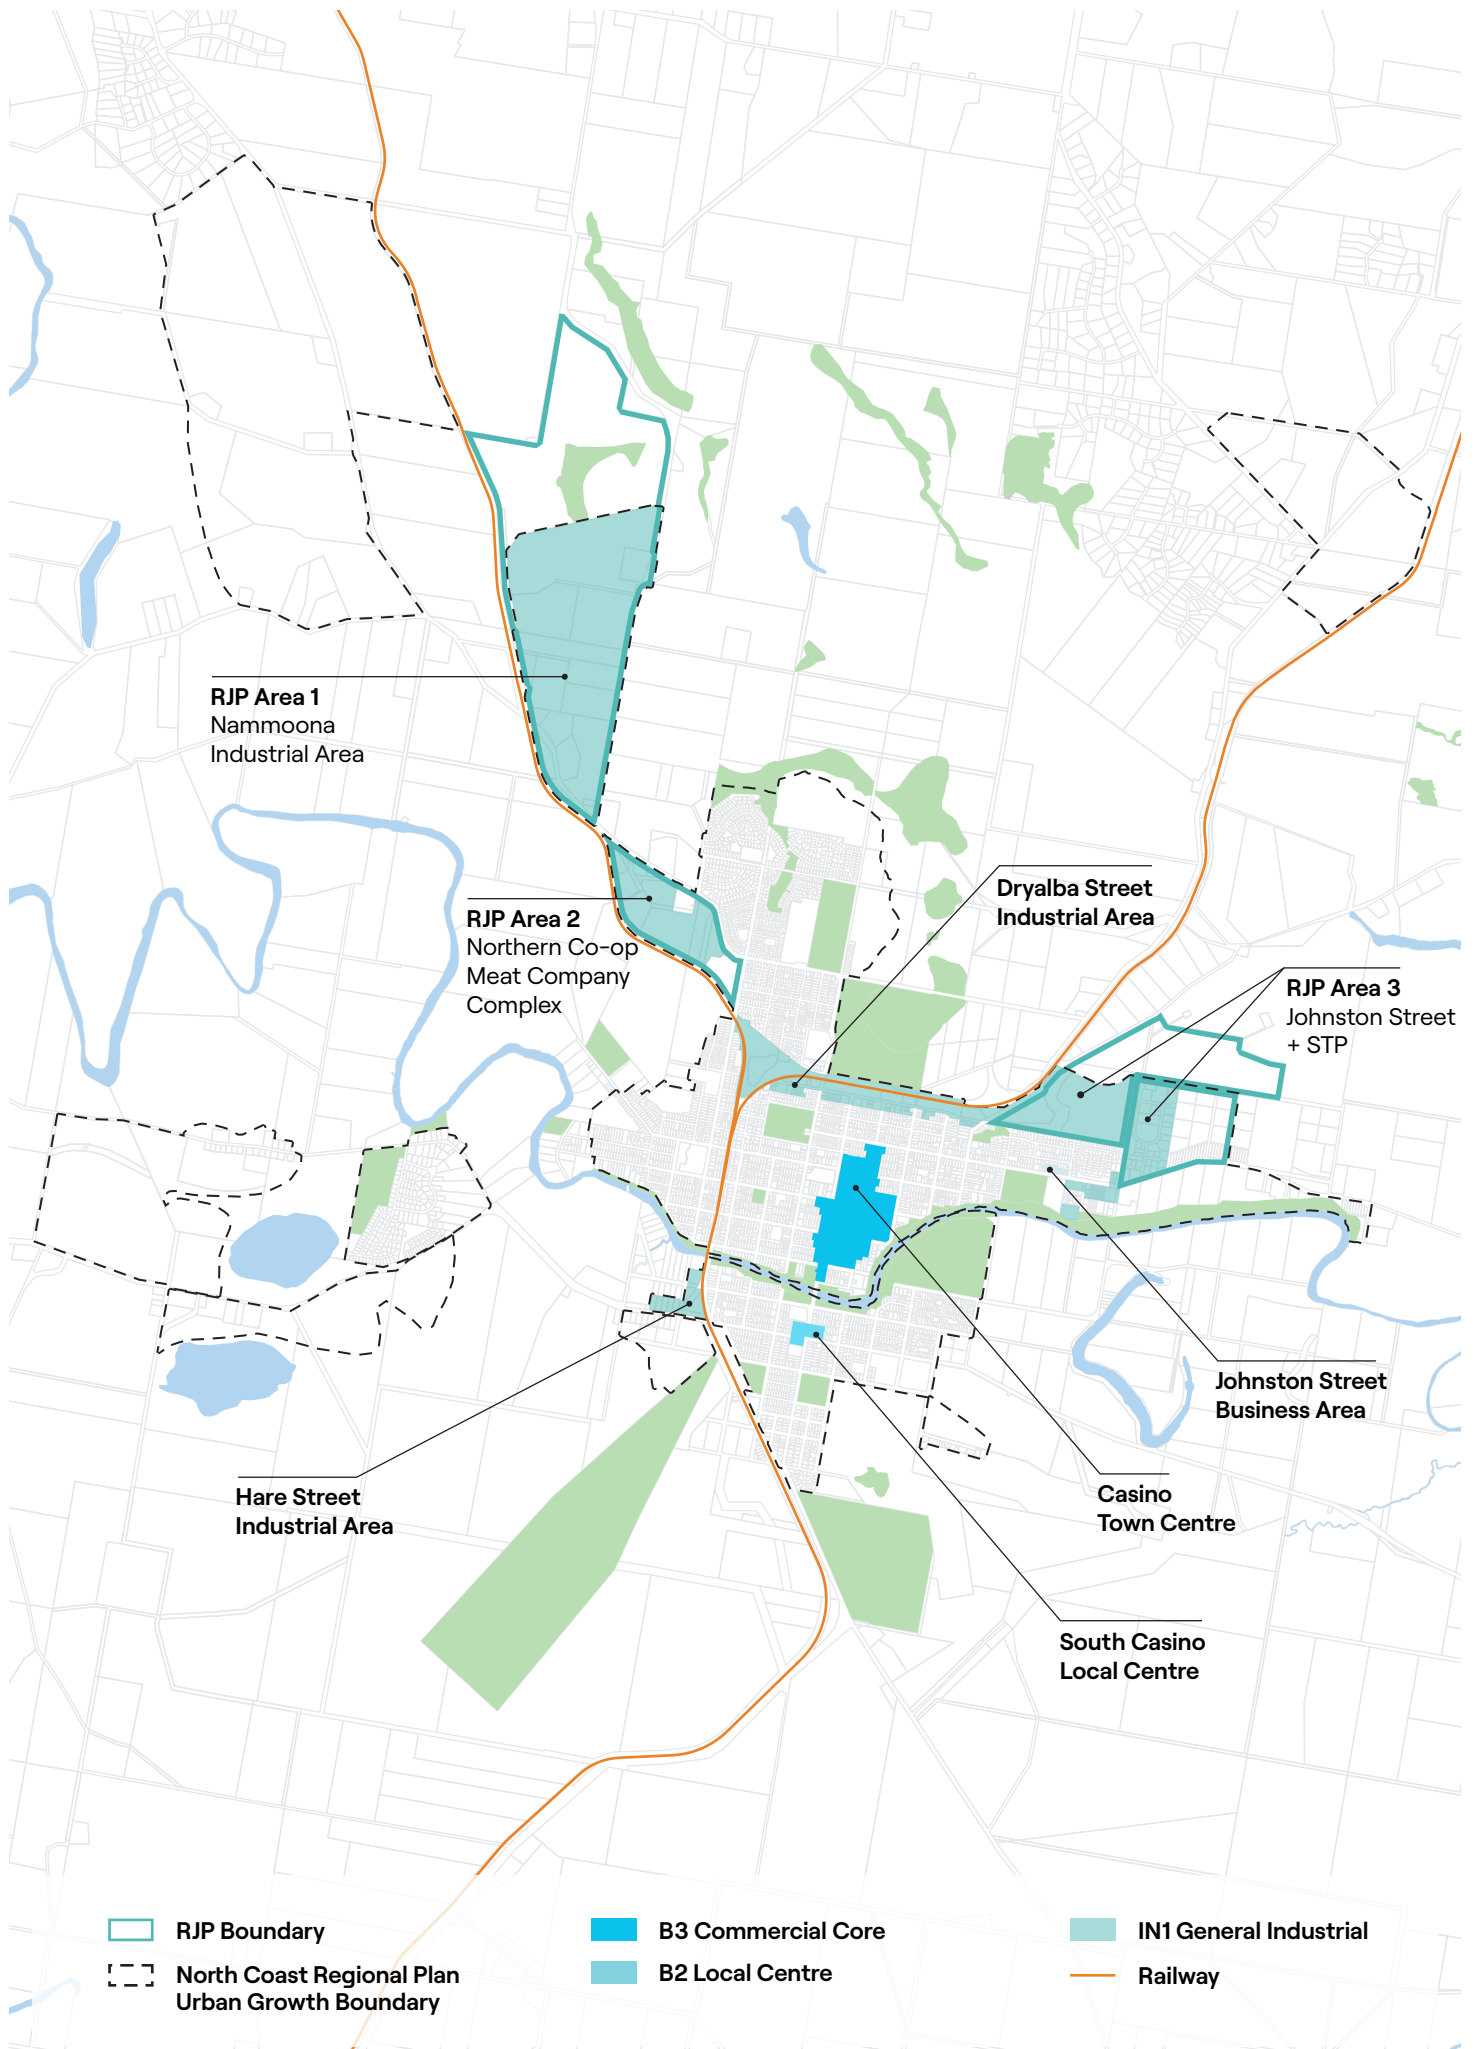 RJP Area 1
Nammoona
Industrial Area
RJP Area 2
Northern Co-op
Meat Company
Complex
Dryalba Street
Industrial Area
RJP Area 3
Johnston Street
+ STP
Johnston Street
Business Area
Casino
Town Centre
Hare Street
Industrial Area
South Casino
Local Centre
RJP Boundary
North Coast Regional Plan
Urban Growth Boundary
B3 Commercial Core
B2 Local Centre
IN1 General Industrial
Railway